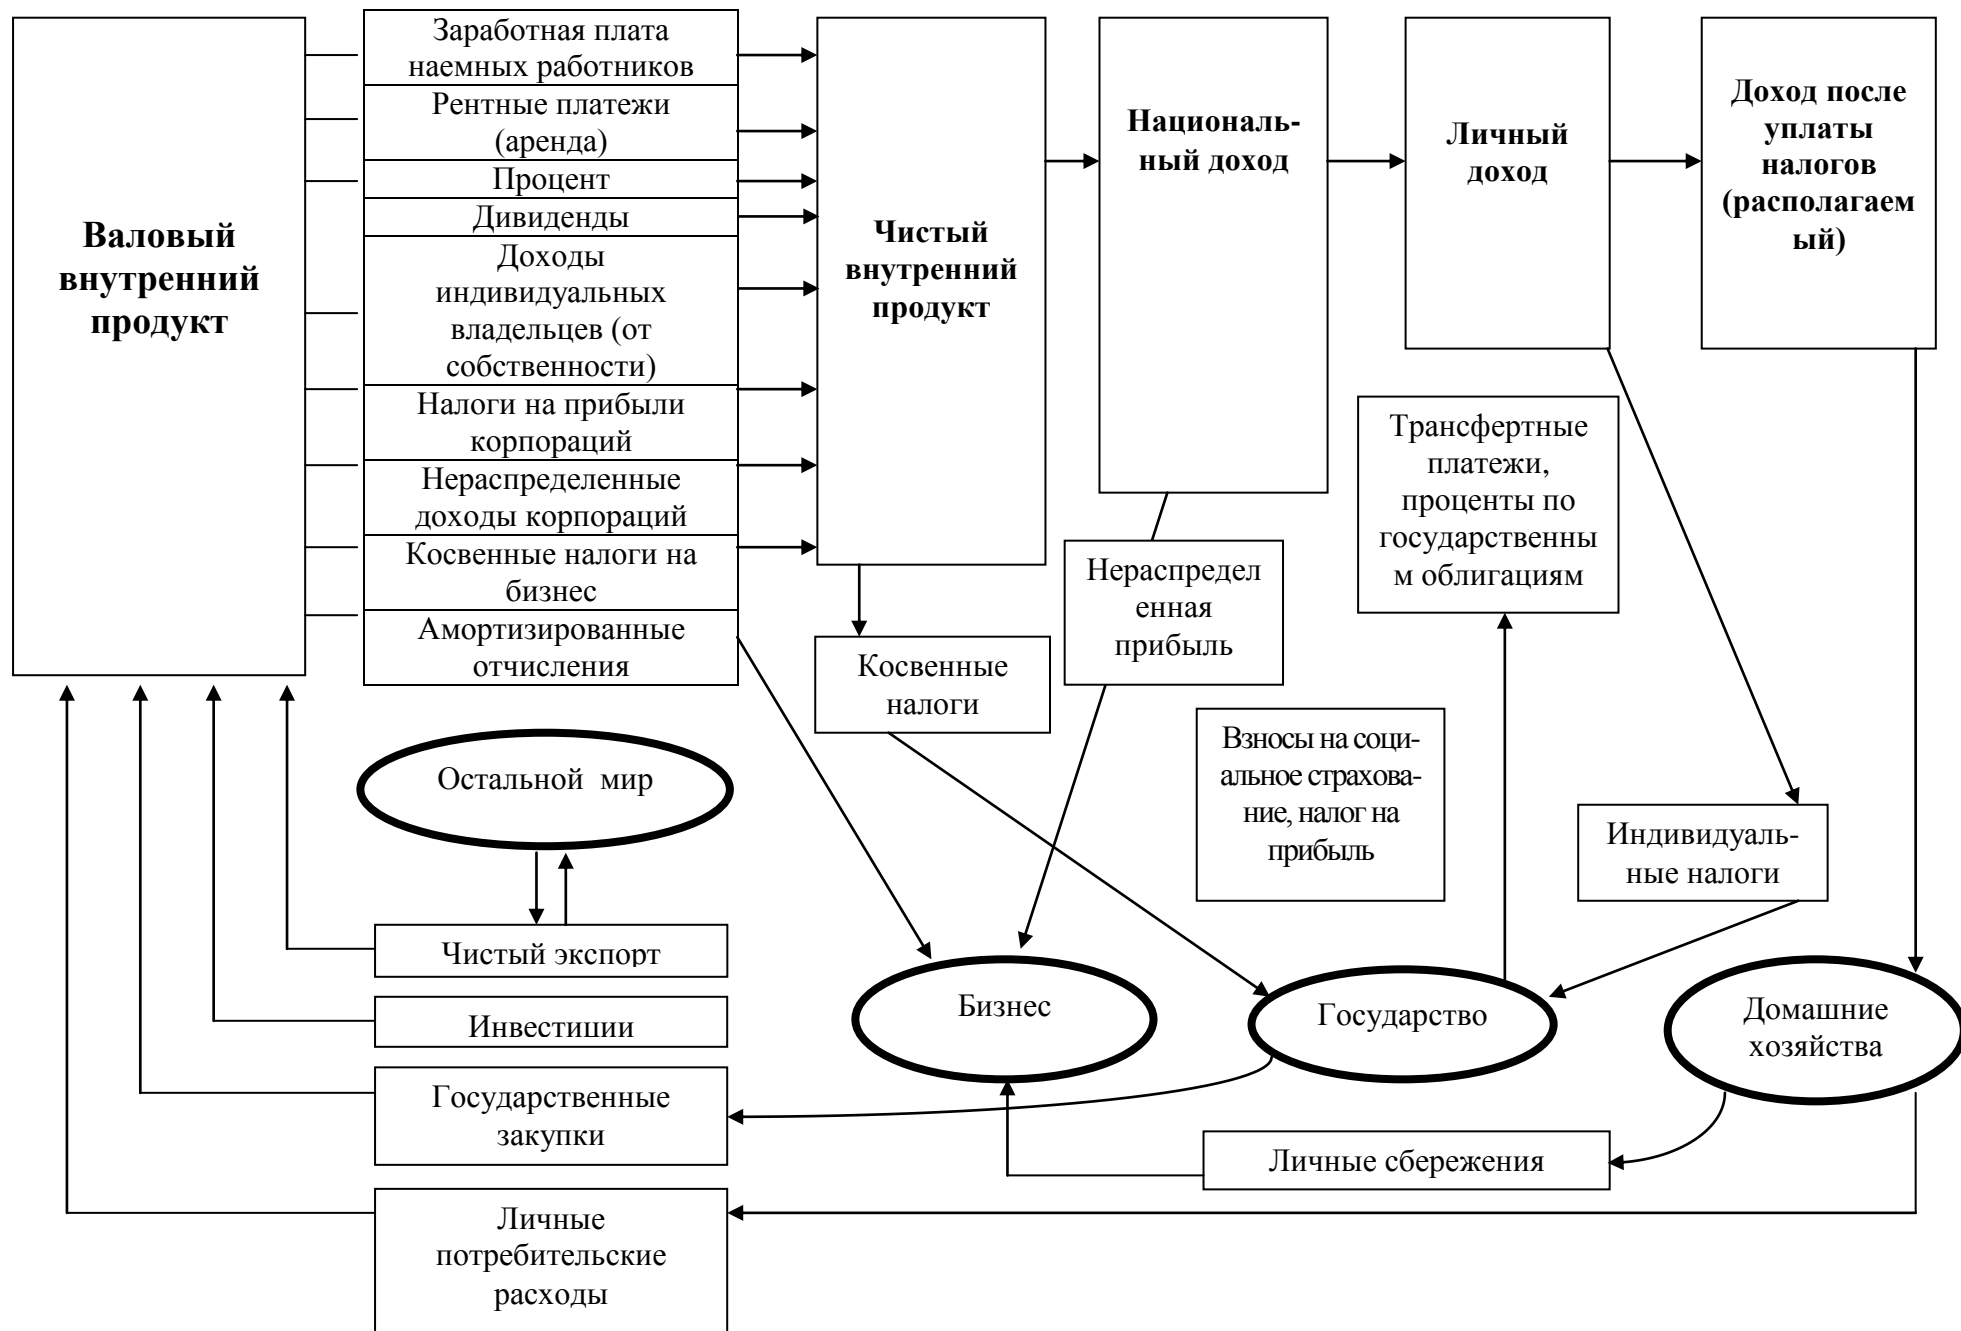 Валовый
внутренний
продукт
Заработная плата
наемных работников
Рентные платежи
(аренда)
Процент
Дивиденды
Доходы
индивидуальных
владельцев (от
собственности)
Налоги на прибыли
корпораций
Нераспределенные
доходы корпораций
Косвенные налоги на
бизнес
Амортизированные
отчисления
Чистый
внутренний
продукт
Националь-
ный доход
Личный
доход
Доход после
уплаты
налогов
(располагаем
ый)
Трансфертные
платежи,
проценты по
государственны
м облигациям
Нераспредел
енная
прибыль
Косвенные
налоги
Взносы на соци-
альное страхова-
ние, налог на
прибыль
Индивидуаль-
ные налоги
Остальной мир
Чистый экспорт
Инвестиции
Государственные
закупки
Личные
потребительские
расходы
Бизнес
Государство
Домашние
хозяйства
Личные сбережения